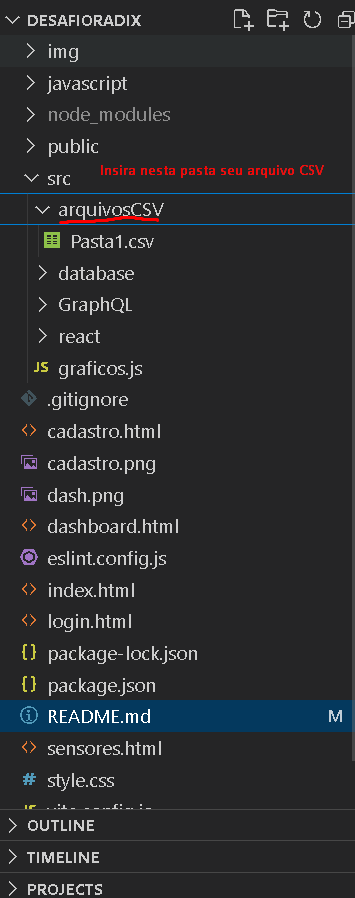 DESAFIORADIX
img
javascript
node_modules
public
src
Insira nesta pasta seu arquivo CSV
arquivosCSV
Pasta1.csv
database
GraphQL
react
JS graficos.js
.gitignore
cadastro.html
cadastro.png
dash.png
dashboard.html
eslint.config.js
index.html
login.html
{} package-lock.json
{} package.json
README.md M
sensores.html
# style.css
OUTLINE
TIMELINE
PROJECTS